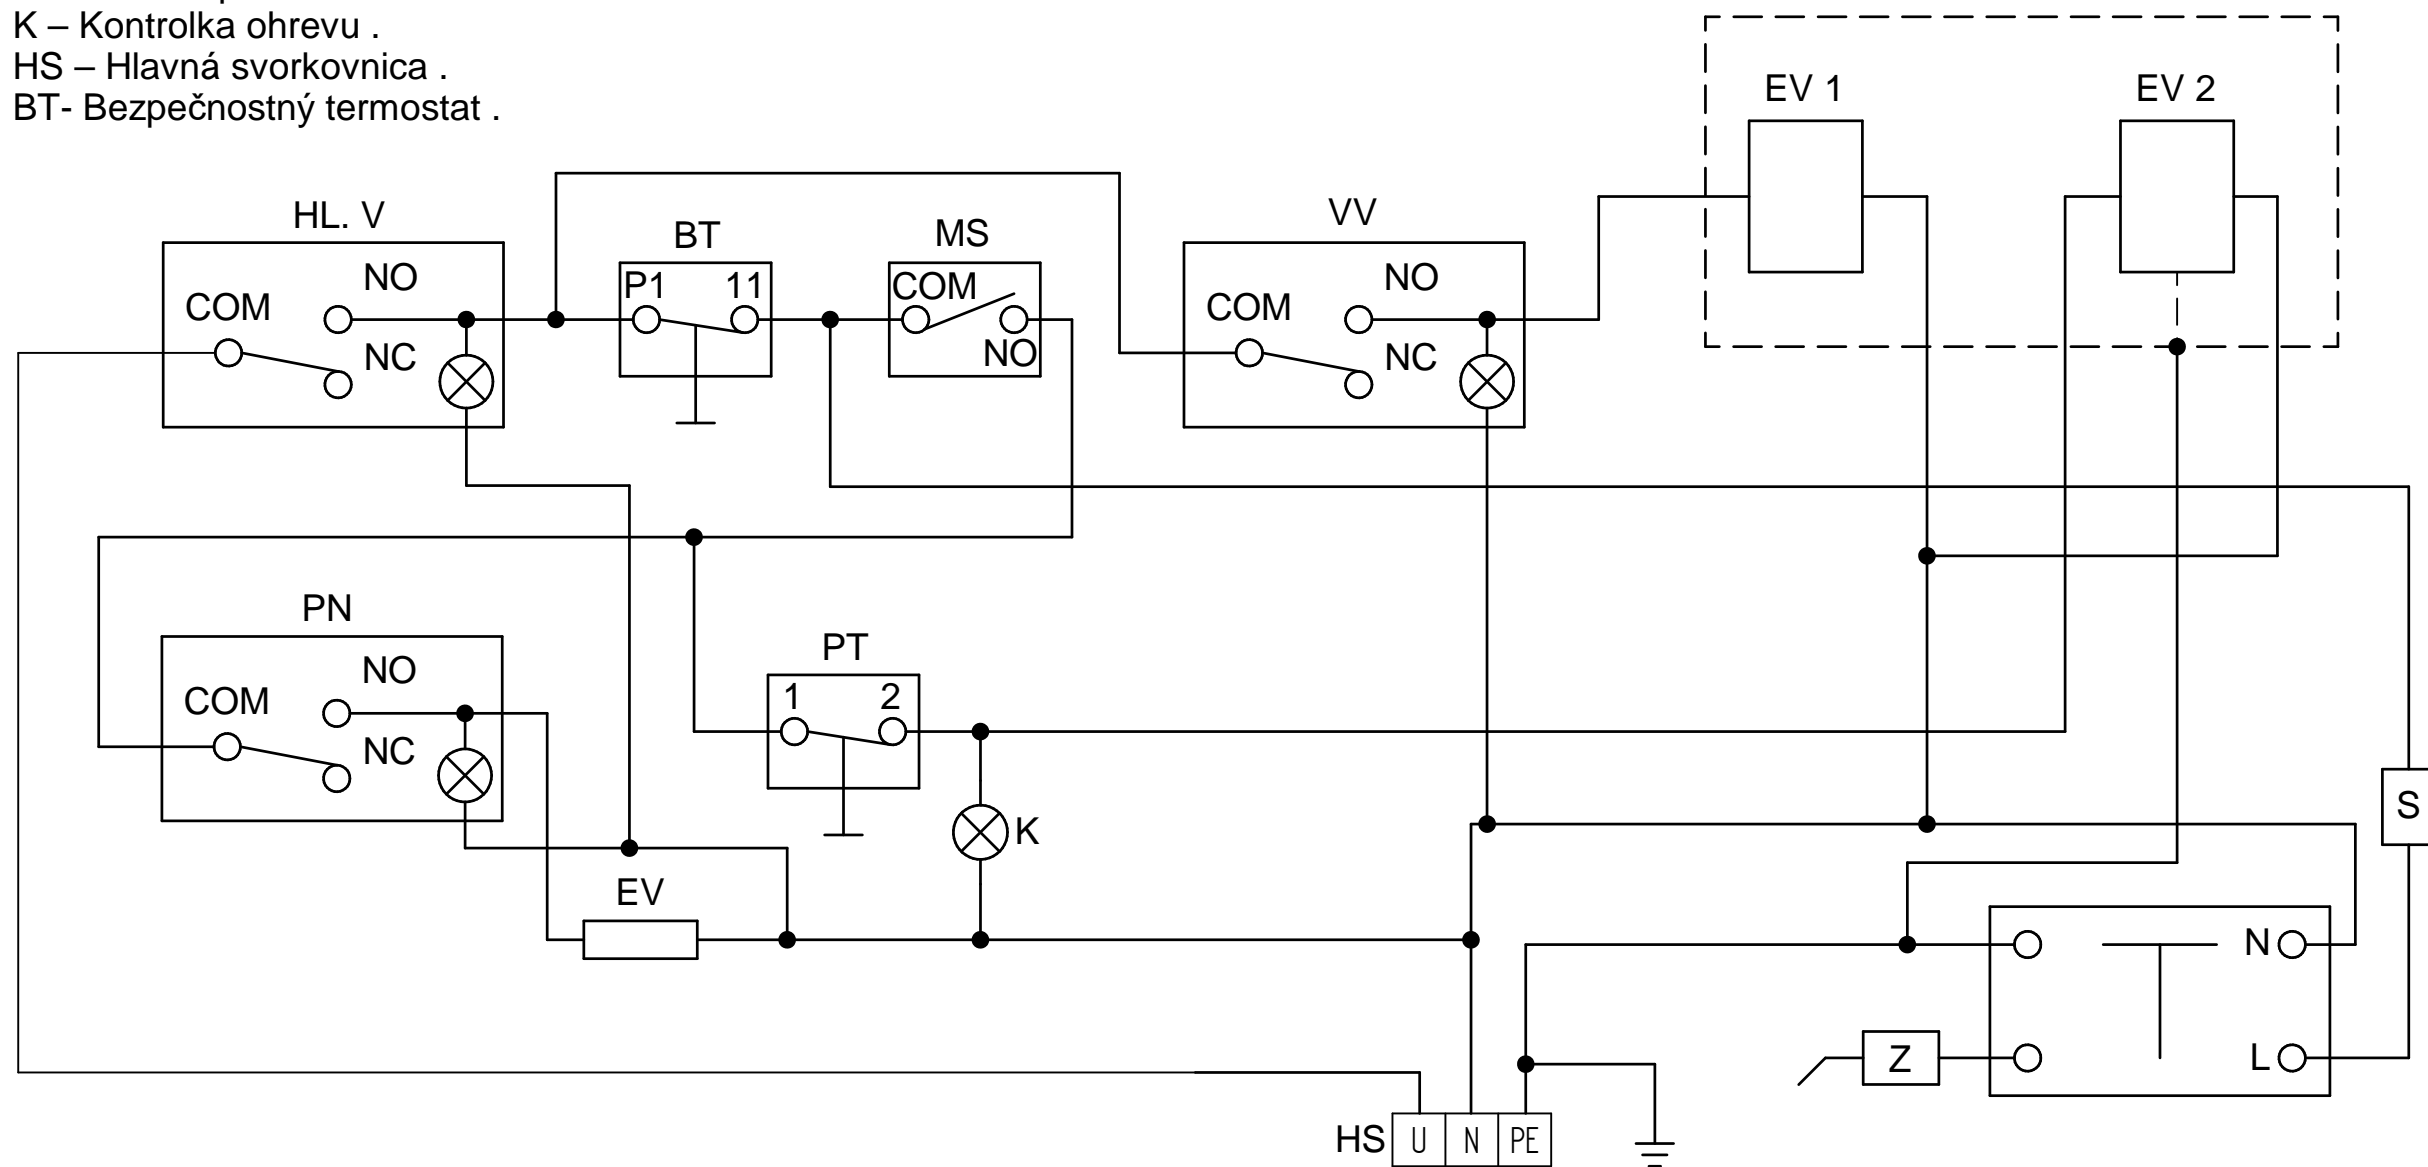 K – Kontrolka ohrevu .
HS – Hlavná svorkovnica .
BT- Bezpečnostný termostat .
EV 1
EV 2
HL. V
BT
MS
VV
COM
NO
NC
P1
11
COM
NO
COM
NO
NC
PN
COM
NO
NC
PT
1
2
K
EV
S
N
L
Z
HS
U
N
PE